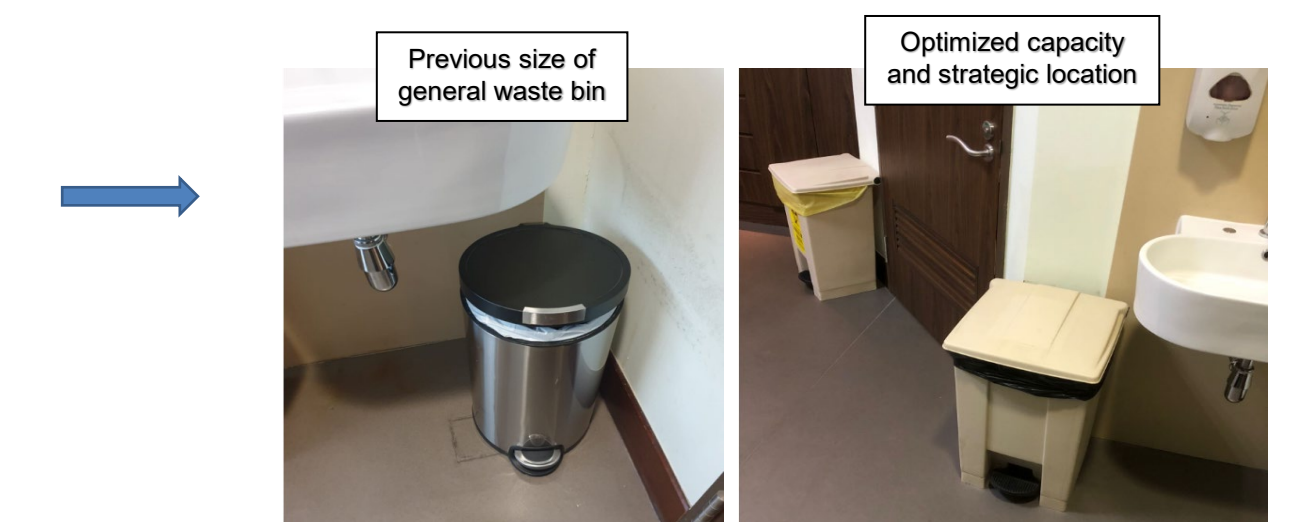 Previous size of
general waste bin
Optimized capacity
and strategic location